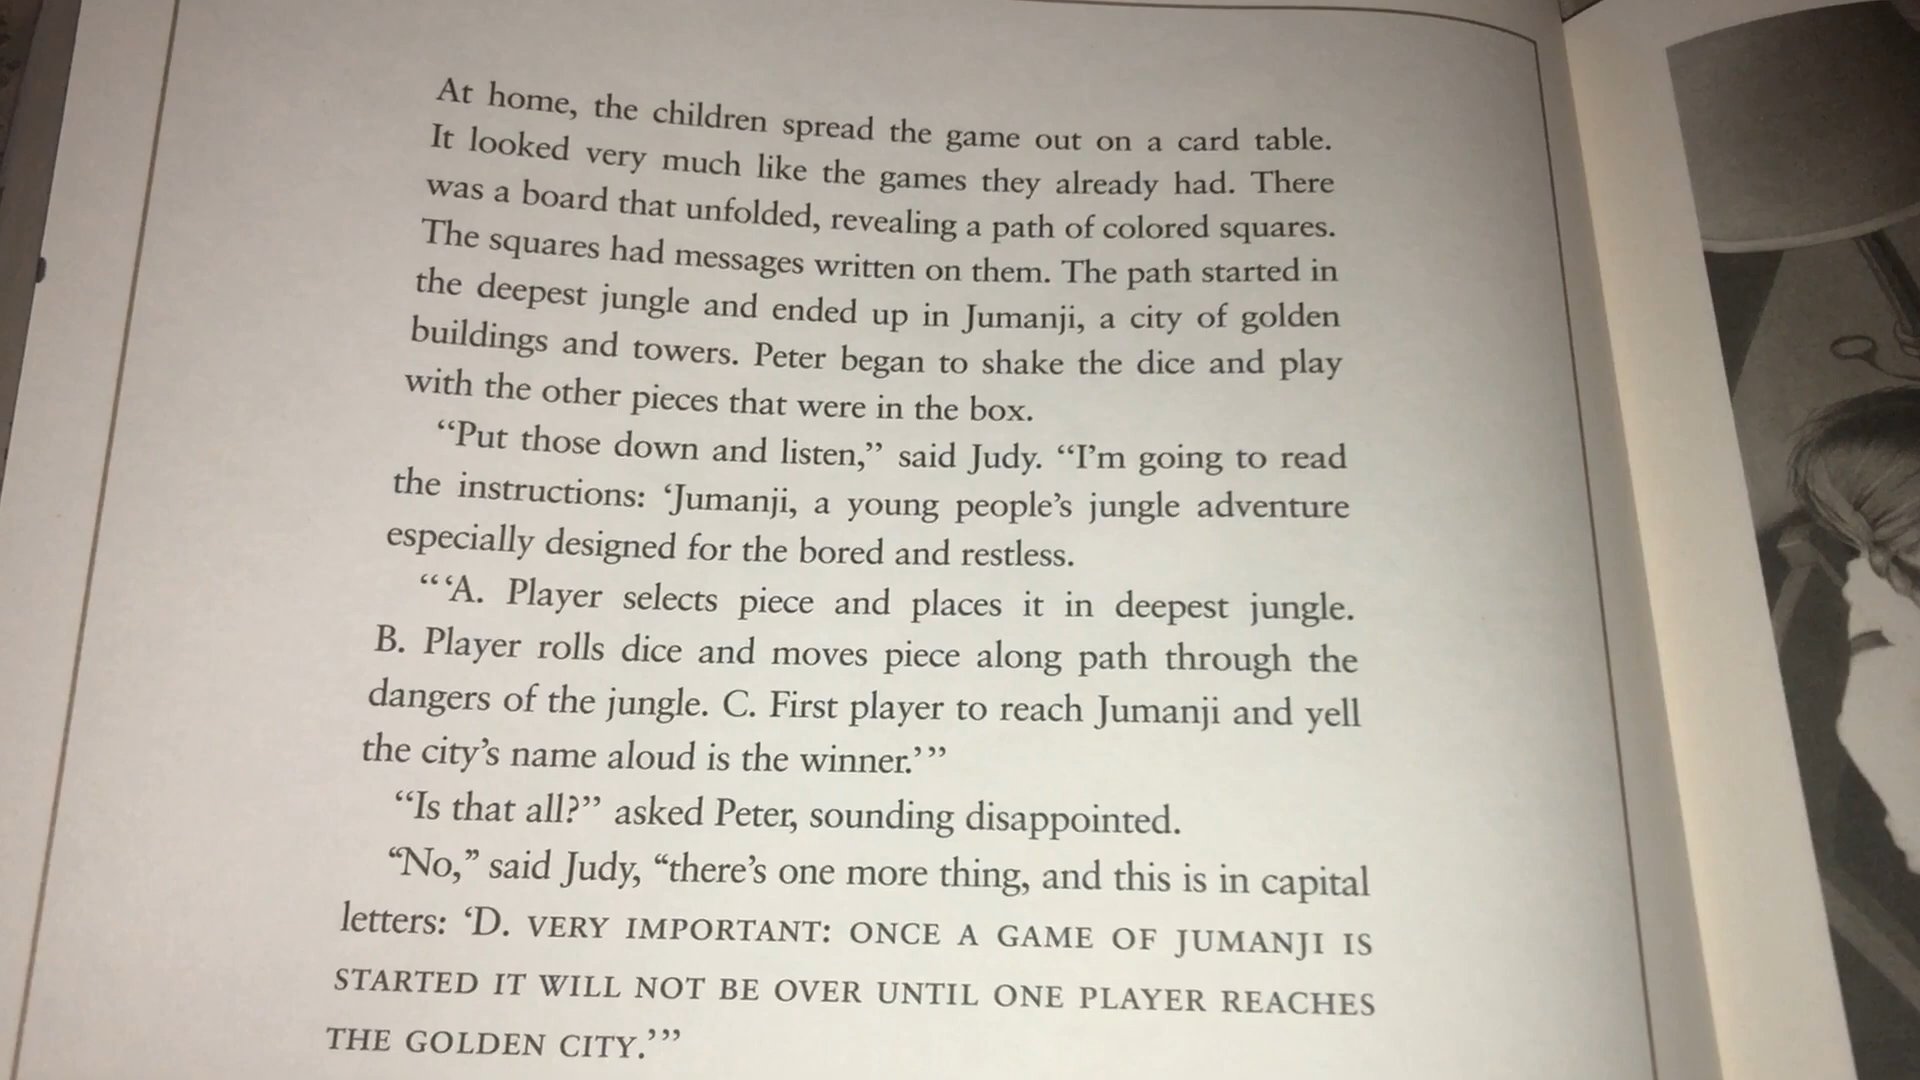 At home, the children spread the game out on a card table.
It looked very much like the games they already had. There
was a board that unfolded, revealing a path of colored squares.
The squares had messages written on them. The path started in
the deepest jungle and ended up in Jumanji, a city of golden
buildings and towers. Peter began to shake the dice and play
with the other pieces that were in the box.
“Put those down and listen,” said Judy. “I’m going to read
the instructions: ‘Jumanji, a young people’s jungle adventure
especially designed for the bored and restless.
“‘A. Player selects piece and places it in deepest jungle.
B. Player rolls dice and moves piece along path through the
dangers of the jungle. C. First player to reach Jumanji and yell
the city’s name aloud is the winner.’”
“Is that all?” asked Peter, sounding disappointed.
“No,” said Judy, “there’s one more thing, and this is in capital
letters: ‘D. VERY IMPORTANT: ONCE A GAME OF JUMANJI IS
STARTED IT WILL NOT BE OVER UNTIL ONE PLAYER REACHES
THE GOLDEN CITY.’”